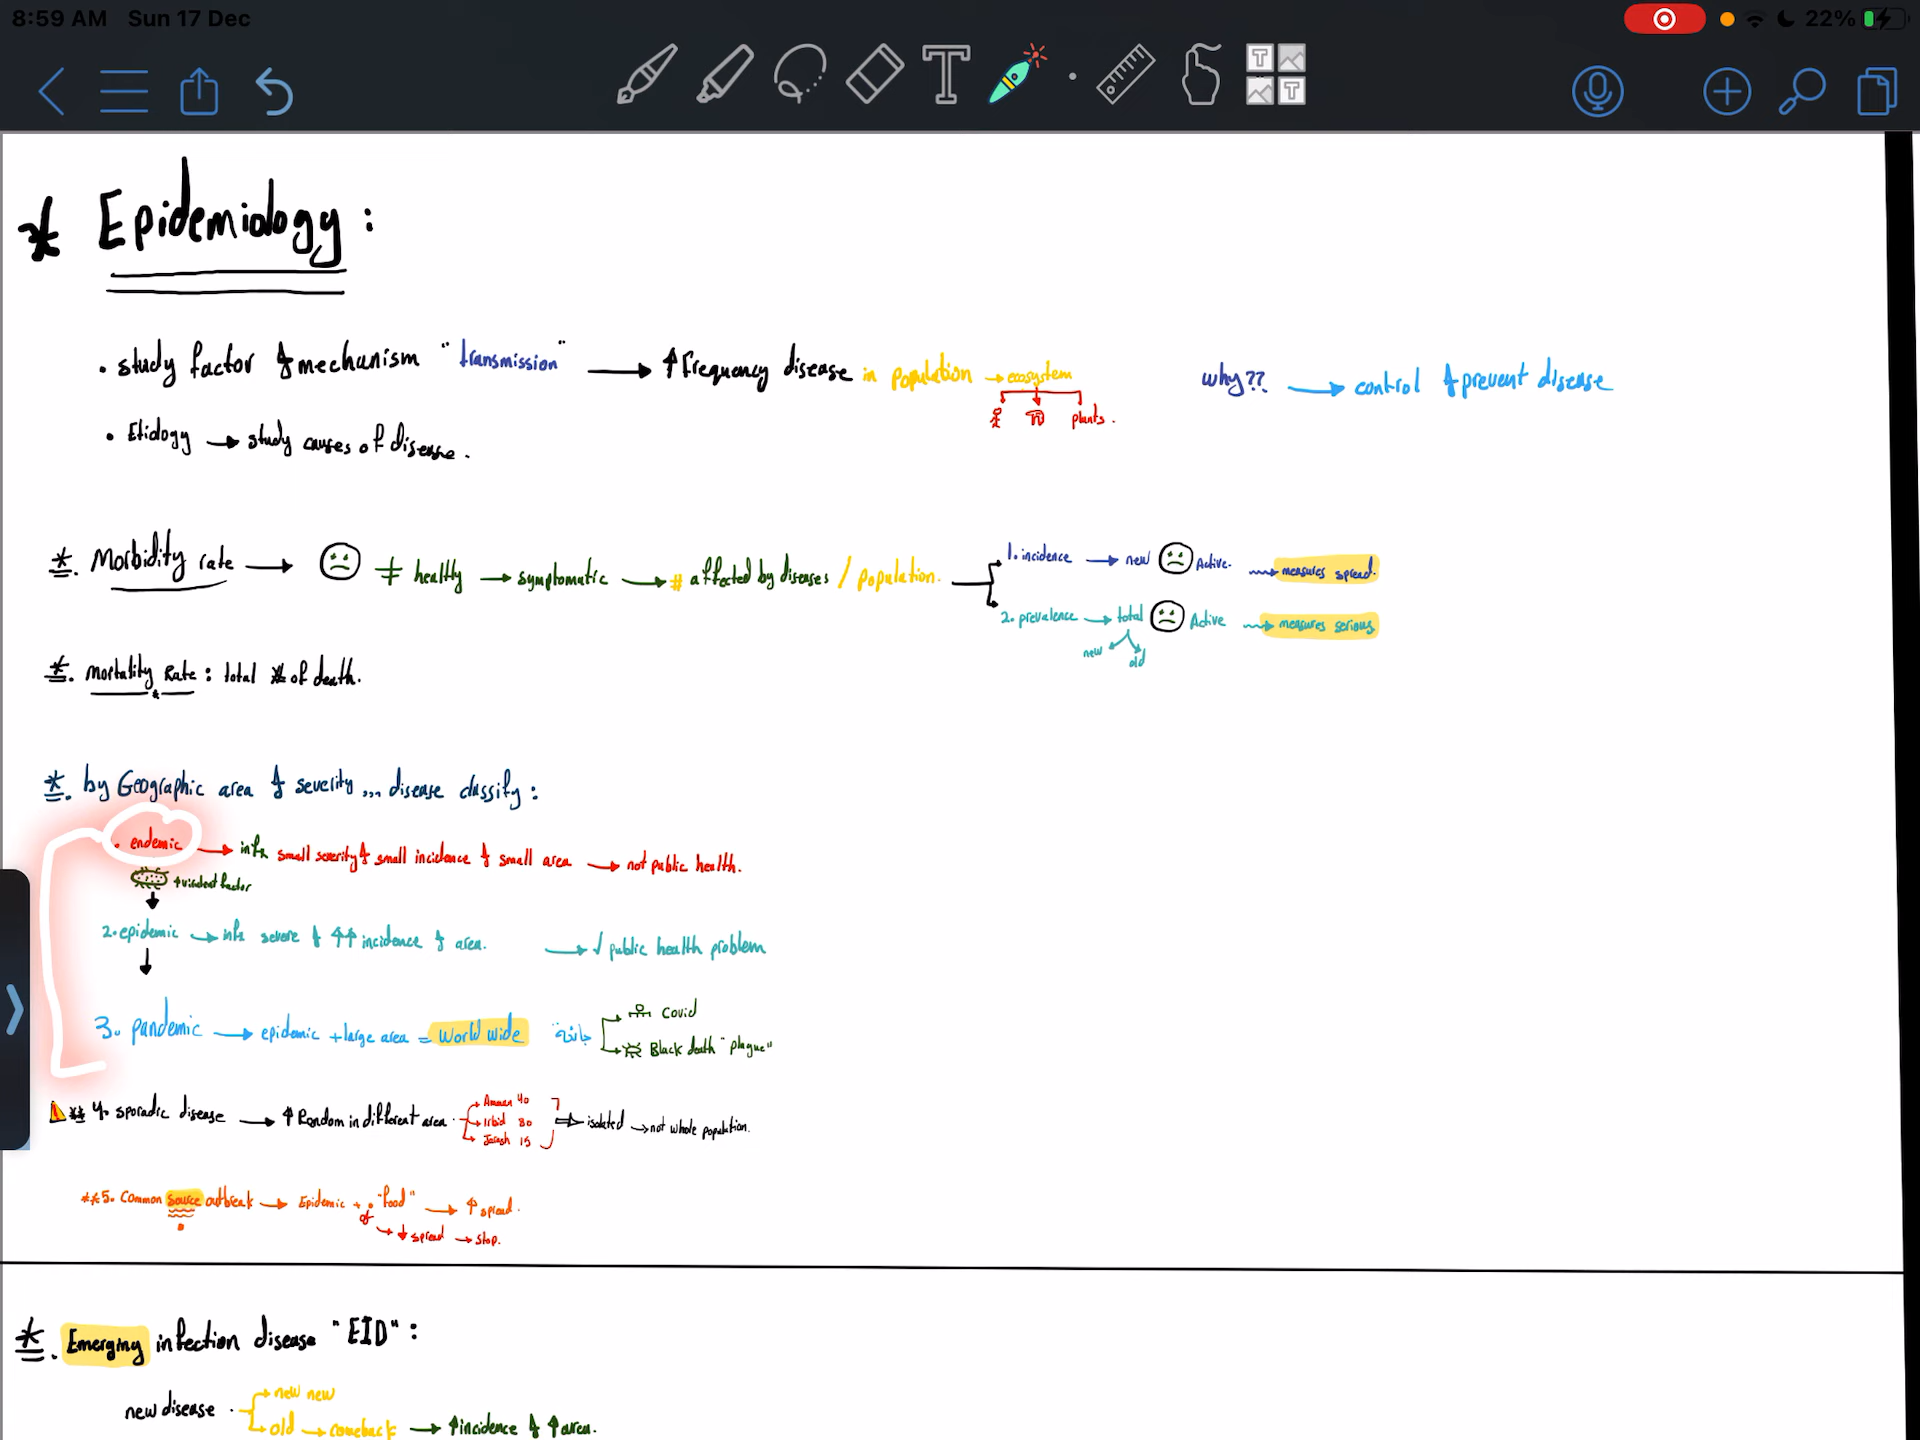 8:59 AM Sun 17 Dec
22%
* Epidemiology :
• study factor & mechanism "transmission" → ↑ Frequency disease in population → ecosystem
plants.
why?? → control & prevent disease
• Etiology → study causes of disease.
*. Morbidity rate → ≠ healthy → symptomatic → # affected by diseases / population.
1. incidence → new Active. → measures spread.
2. prevalence → total Active → measures serious
new old
*. Mortality Rate : total # of death.
*. by Geographic area & severity ... disease classify :
. endemic → infx small severity & small incidence & small area → not public health.
↑ virulent factor
↓
2. epidemic → infx severe & ↑↑ incidence & area. → √ public health problem
↓
3. pandemic → epidemic + large area = World wide جائحة
Covid
Black death "plague"
** 4. sporadic disease → ↑ Random in different area
Amman 40
Irbid 80
Jarash 15
⇒ isolated → not whole population.
**5. Common source outbreak → Epidemic + "food" → ↑ spread.
→ ↓ spread → stop.
*. Emerging infection disease "EID" :
new disease
→ new new
→ old → comeback → ↑ incidence & ↑ area.